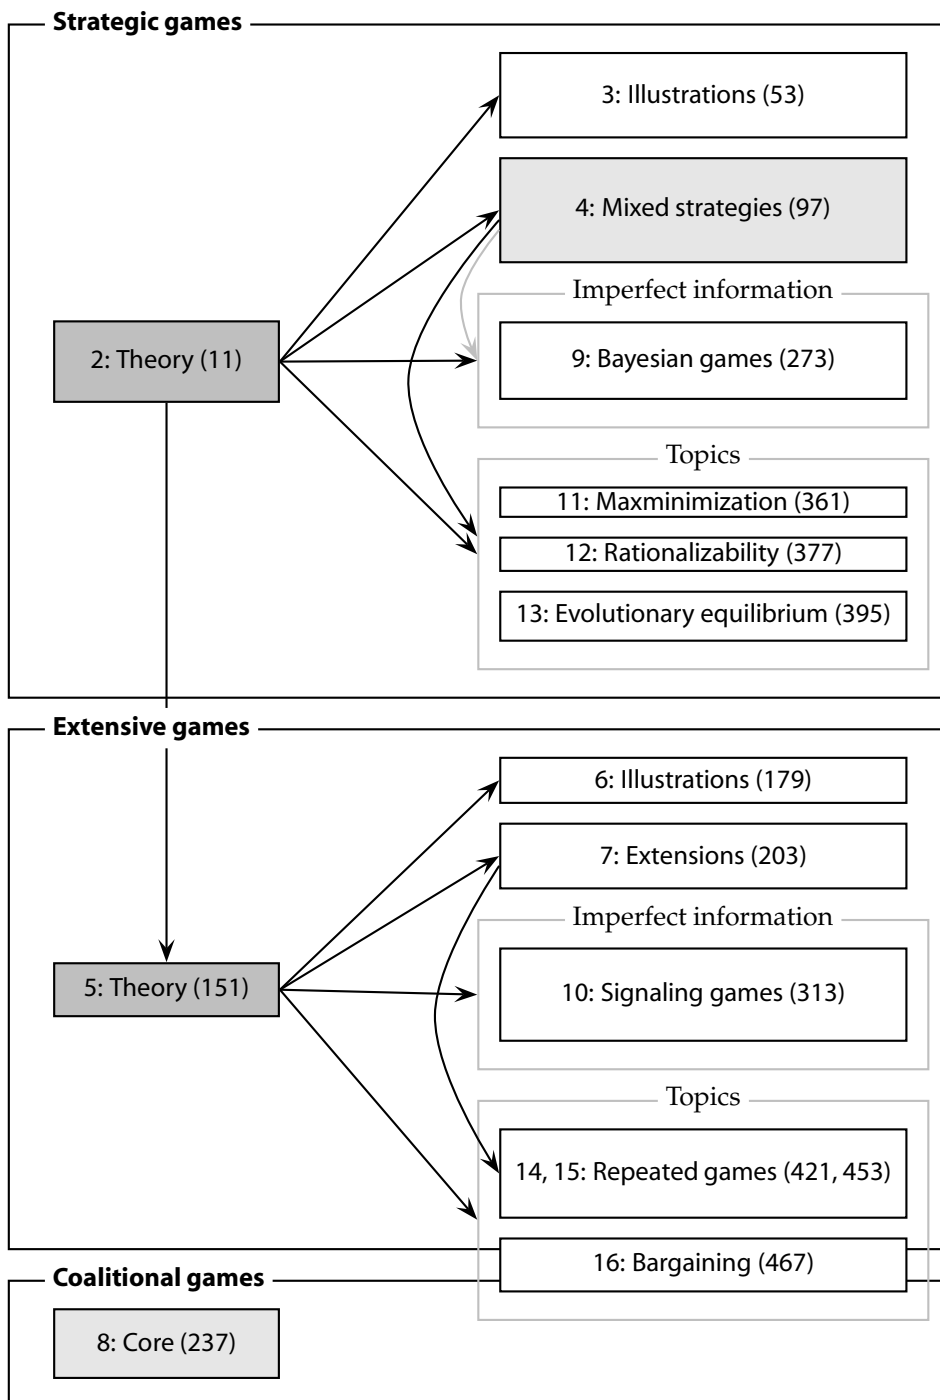 Strategic games
3: Illustrations (53)
4: Mixed strategies (97)
Imperfect information
2: Theory (11)
9: Bayesian games (273)
Topics
11: Maxminimization (361)
12: Rationalizability (377)
13: Evolutionary equilibrium (395)
Extensive games
6: Illustrations (179)
7: Extensions (203)
Imperfect information
5: Theory (151)
10: Signaling games (313)
Topics
14, 15: Repeated games (421, 453)
16: Bargaining (467)
Coalitional games
8: Core (237)